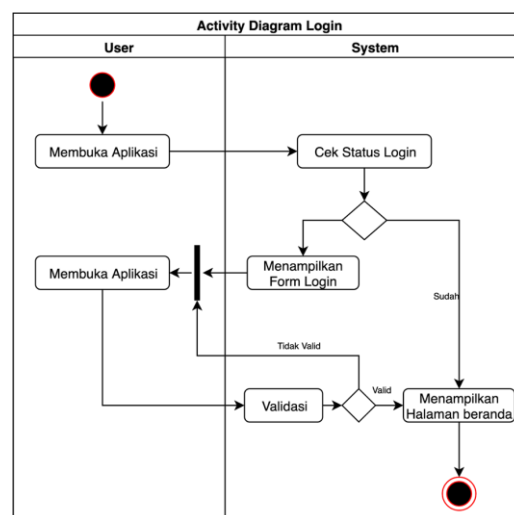 Activity Diagram Login
User
System
Membuka Aplikasi
Cek Status Login
Membuka Aplikasi
Menampilkan
Form Login
Sudah
Tidak Valid
Validasi
Valid
Menampilkan
Halaman beranda